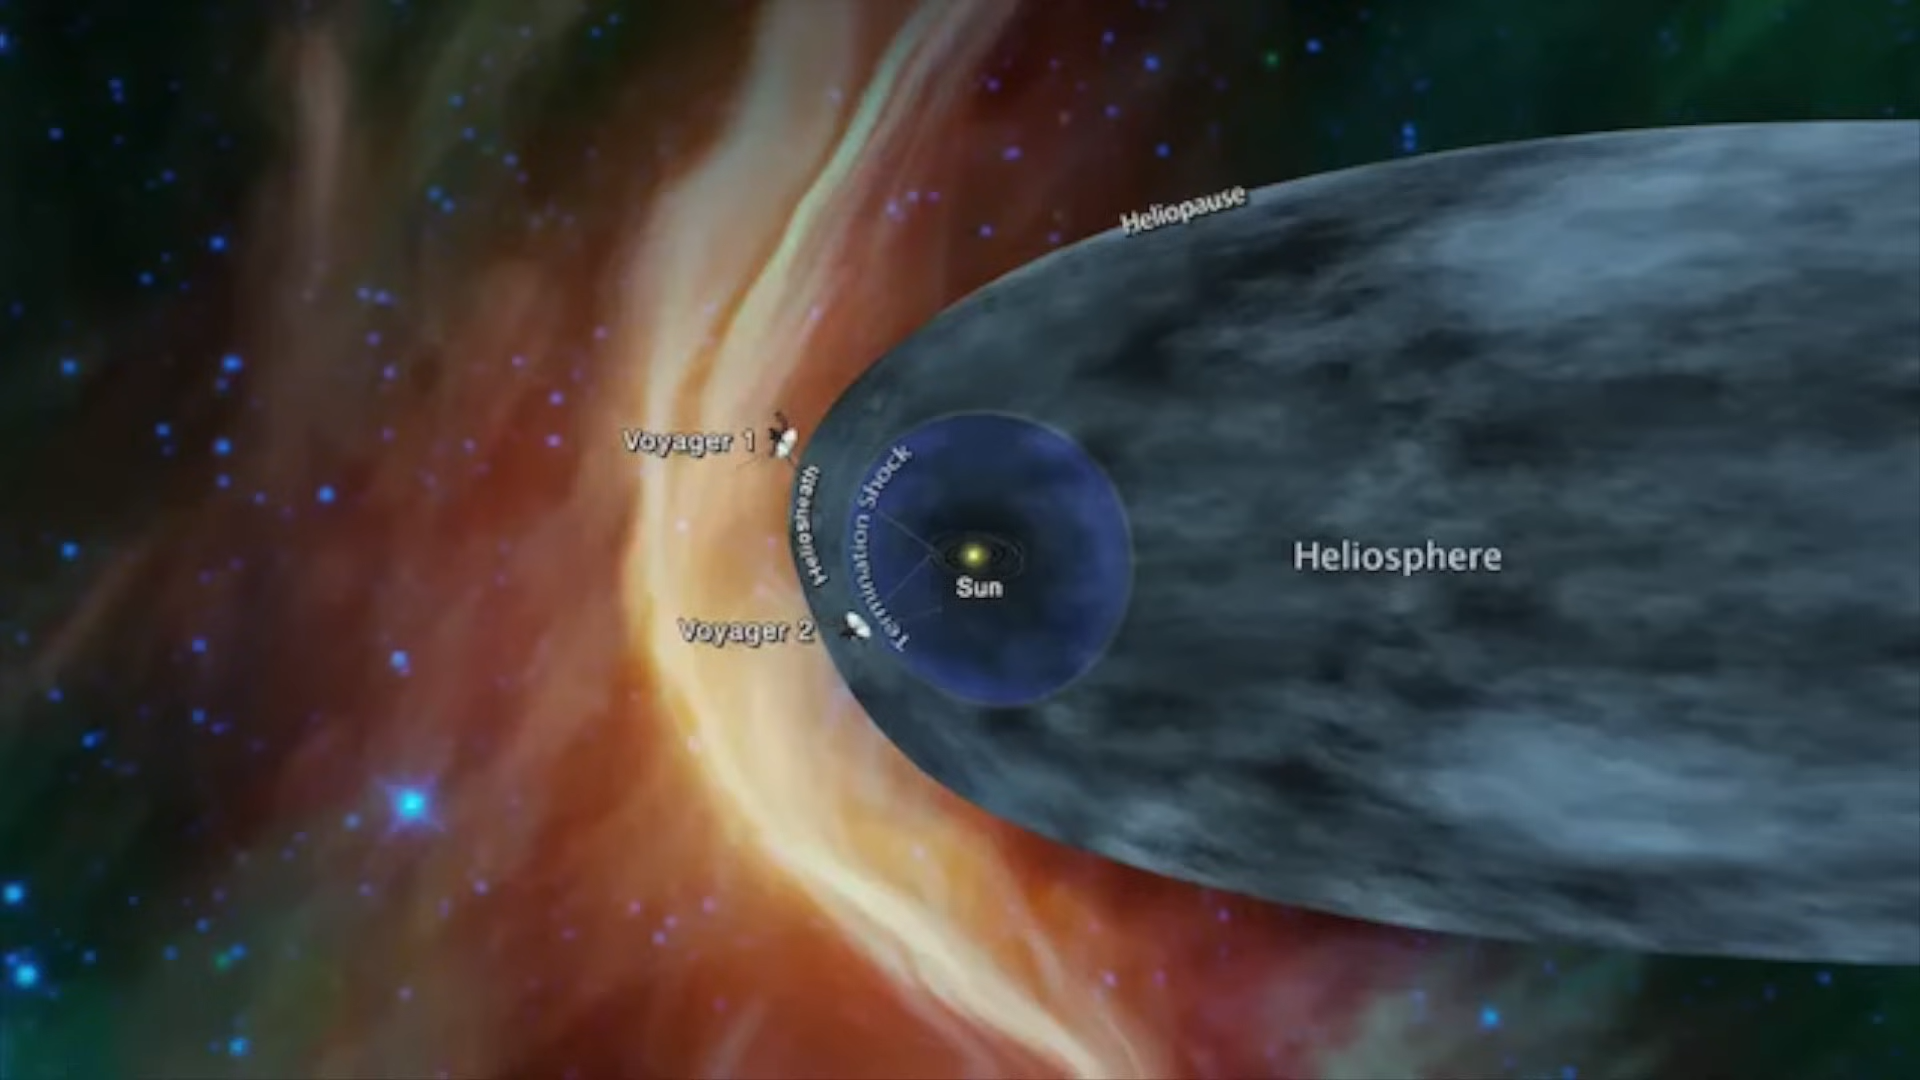 Heliopause
Voyager 1
Heliosheath
Termination Shock
Heliosphere
Sun
Voyager 2